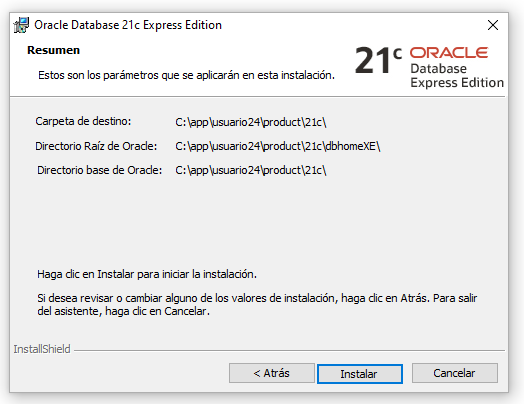 Oracle Database 21c Express Edition
Resumen
Estos son los parámetros que se aplicarán en esta instalación.
21c ORACLE
Database
Express Edition
Carpeta de destino: C:\app\usuario24\product\21c\
Directorio Raíz de Oracle: C:\app\usuario24\product\21c\dbhomeXE\
Directorio base de Oracle: C:\app\usuario24\product\21c\
Haga clic en Instalar para iniciar la instalación.
Si desea revisar o cambiar alguno de los valores de instalación, haga clic en Atrás. Para salir
del asistente, haga clic en Cancelar.
InstallShield
< Atrás Instalar Cancelar